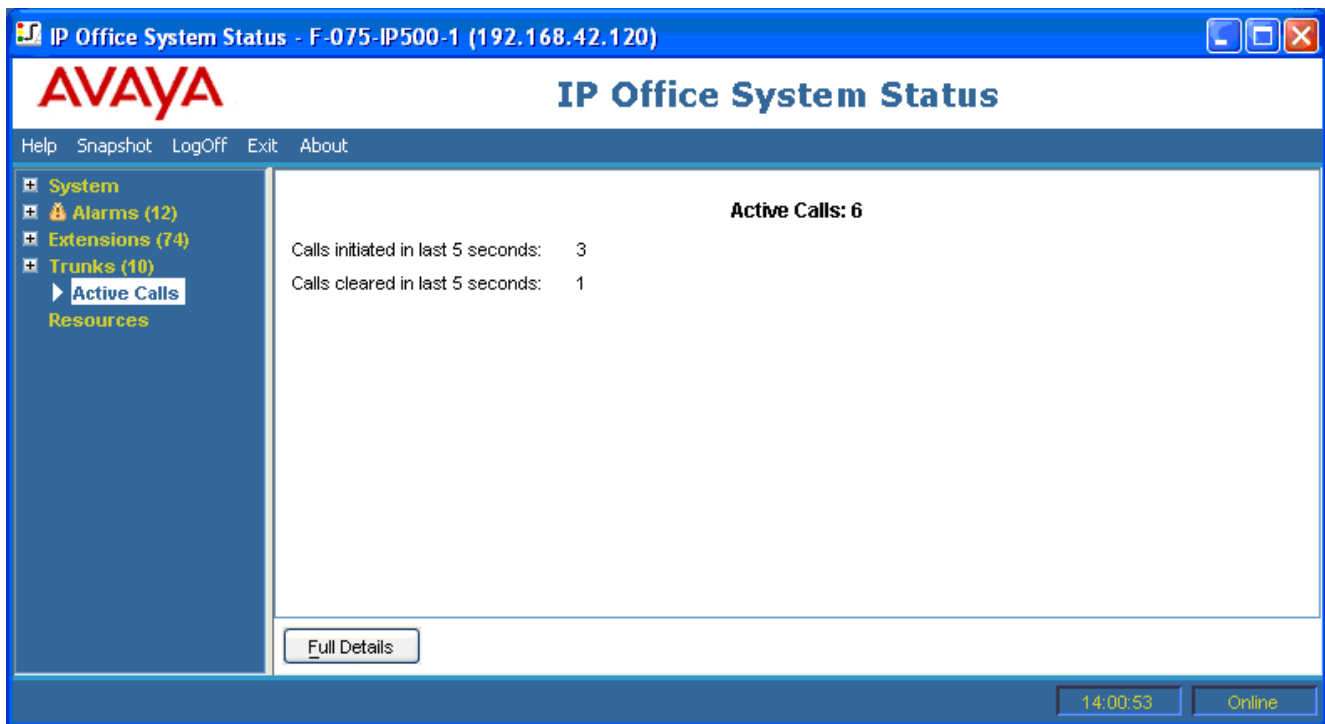 IP Office System Status - F-075-IP500-1 (192.168.42.120)
AVAYA
IP Office System Status
Help Snapshot LogOff Exit About
System
Alarms (12)
Extensions (74)
Trunks (10)
Active Calls
Resources
Active Calls: 6
Calls initiated in last 5 seconds: 3
Calls cleared in last 5 seconds: 1
Full Details
14:00:53 Online